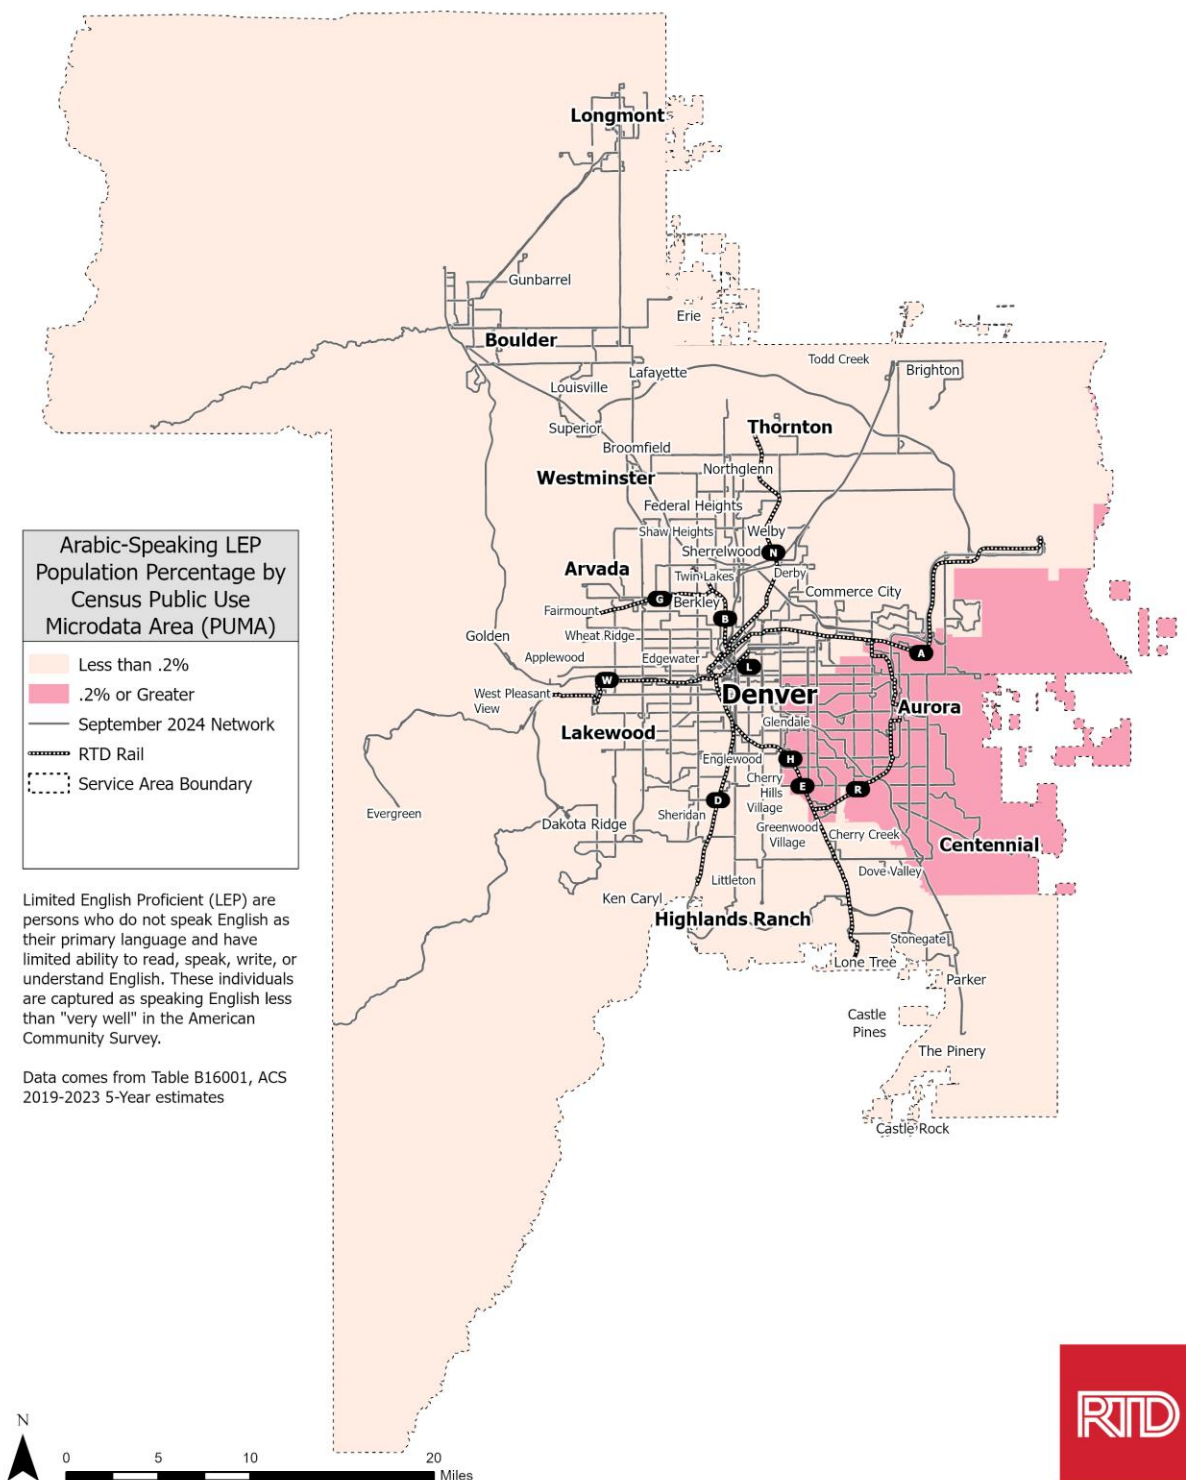 Longmont
Gunbarrel
Erie
Boulder
Todd Creek
Brighton
Lafayette
Louisville
Superior
Thornton
Broomfield
Northglenn
Westminster
Federal Heights
Shaw Heights
Welby
Sherrelwood
N
Arvada
Twin Lakes
Derby
Commerce City
G
Berkley
Fairmount
B
Golden
Wheat Ridge
Applewood
Edgewater
L
A
W
West Pleasant
View
Denver
Aurora
Lakewood
Glendale
Englewood
H
Cherry
Hills
Village
E
R
D
Sheridan
Evergreen
Dakota Ridge
Greenwood
Village
Cherry Creek
Centennial
Dove Valley
Littleton
Ken Caryl
Highlands Ranch
Stonegate
Lone Tree
Parker
Castle
Pines
The Pinery
Castle Rock
Arabic-Speaking LEP
Population Percentage by
Census Public Use
Microdata Area (PUMA)
Less than .2%
.2% or Greater
September 2024 Network
RTD Rail
Service Area Boundary
Limited English Proficient (LEP) are
persons who do not speak English as
their primary language and have
limited ability to read, speak, write, or
understand English. These individuals
are captured as speaking English less
than "very well" in the American
Community Survey.
Data comes from Table B16001, ACS
2019-2023 5-Year estimates
N
0 5 10 20
Miles
RTD